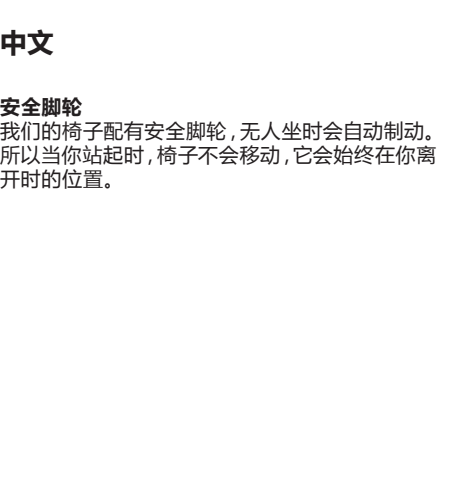 中文
安全脚轮
我们的椅子配有安全脚轮，无人坐时会自动制动。
所以当你站起时，椅子不会移动，它会始终在你离
开时的位置。